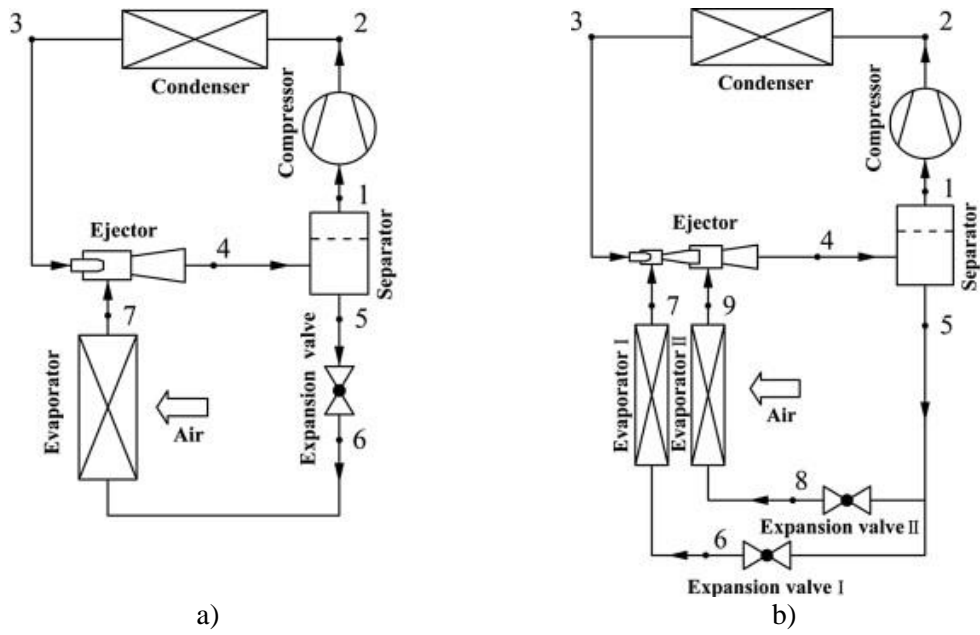 3
2
Condenser
Compressor
1
Ejector
4
Separator
7
5
Evaporator
Air
Expansion valve
6
a)
3
2
Condenser
Compressor
1
Ejector
4
Separator
7
9
5
Evaporator I
Evaporator II
Air
8
Expansion valve II
6
Expansion valve I
b)